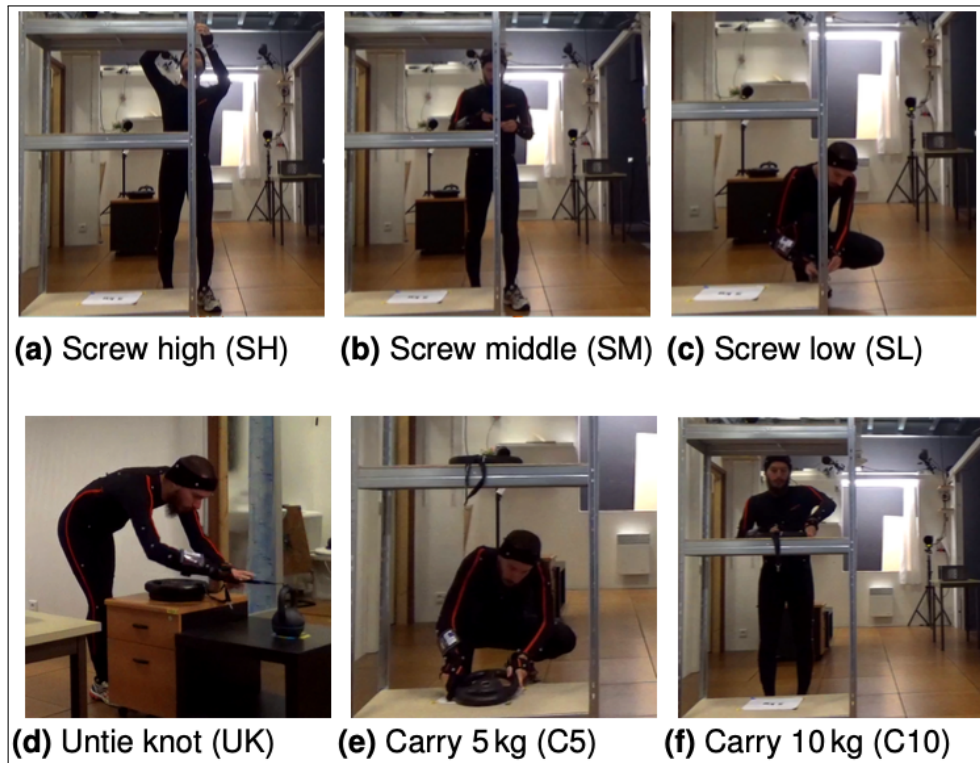 (a) Screw high (SH)
(b) Screw middle (SM)
(c) Screw low (SL)
(d) Untie knot (UK)
(e) Carry 5 kg (C5)
(f) Carry 10 kg (C10)